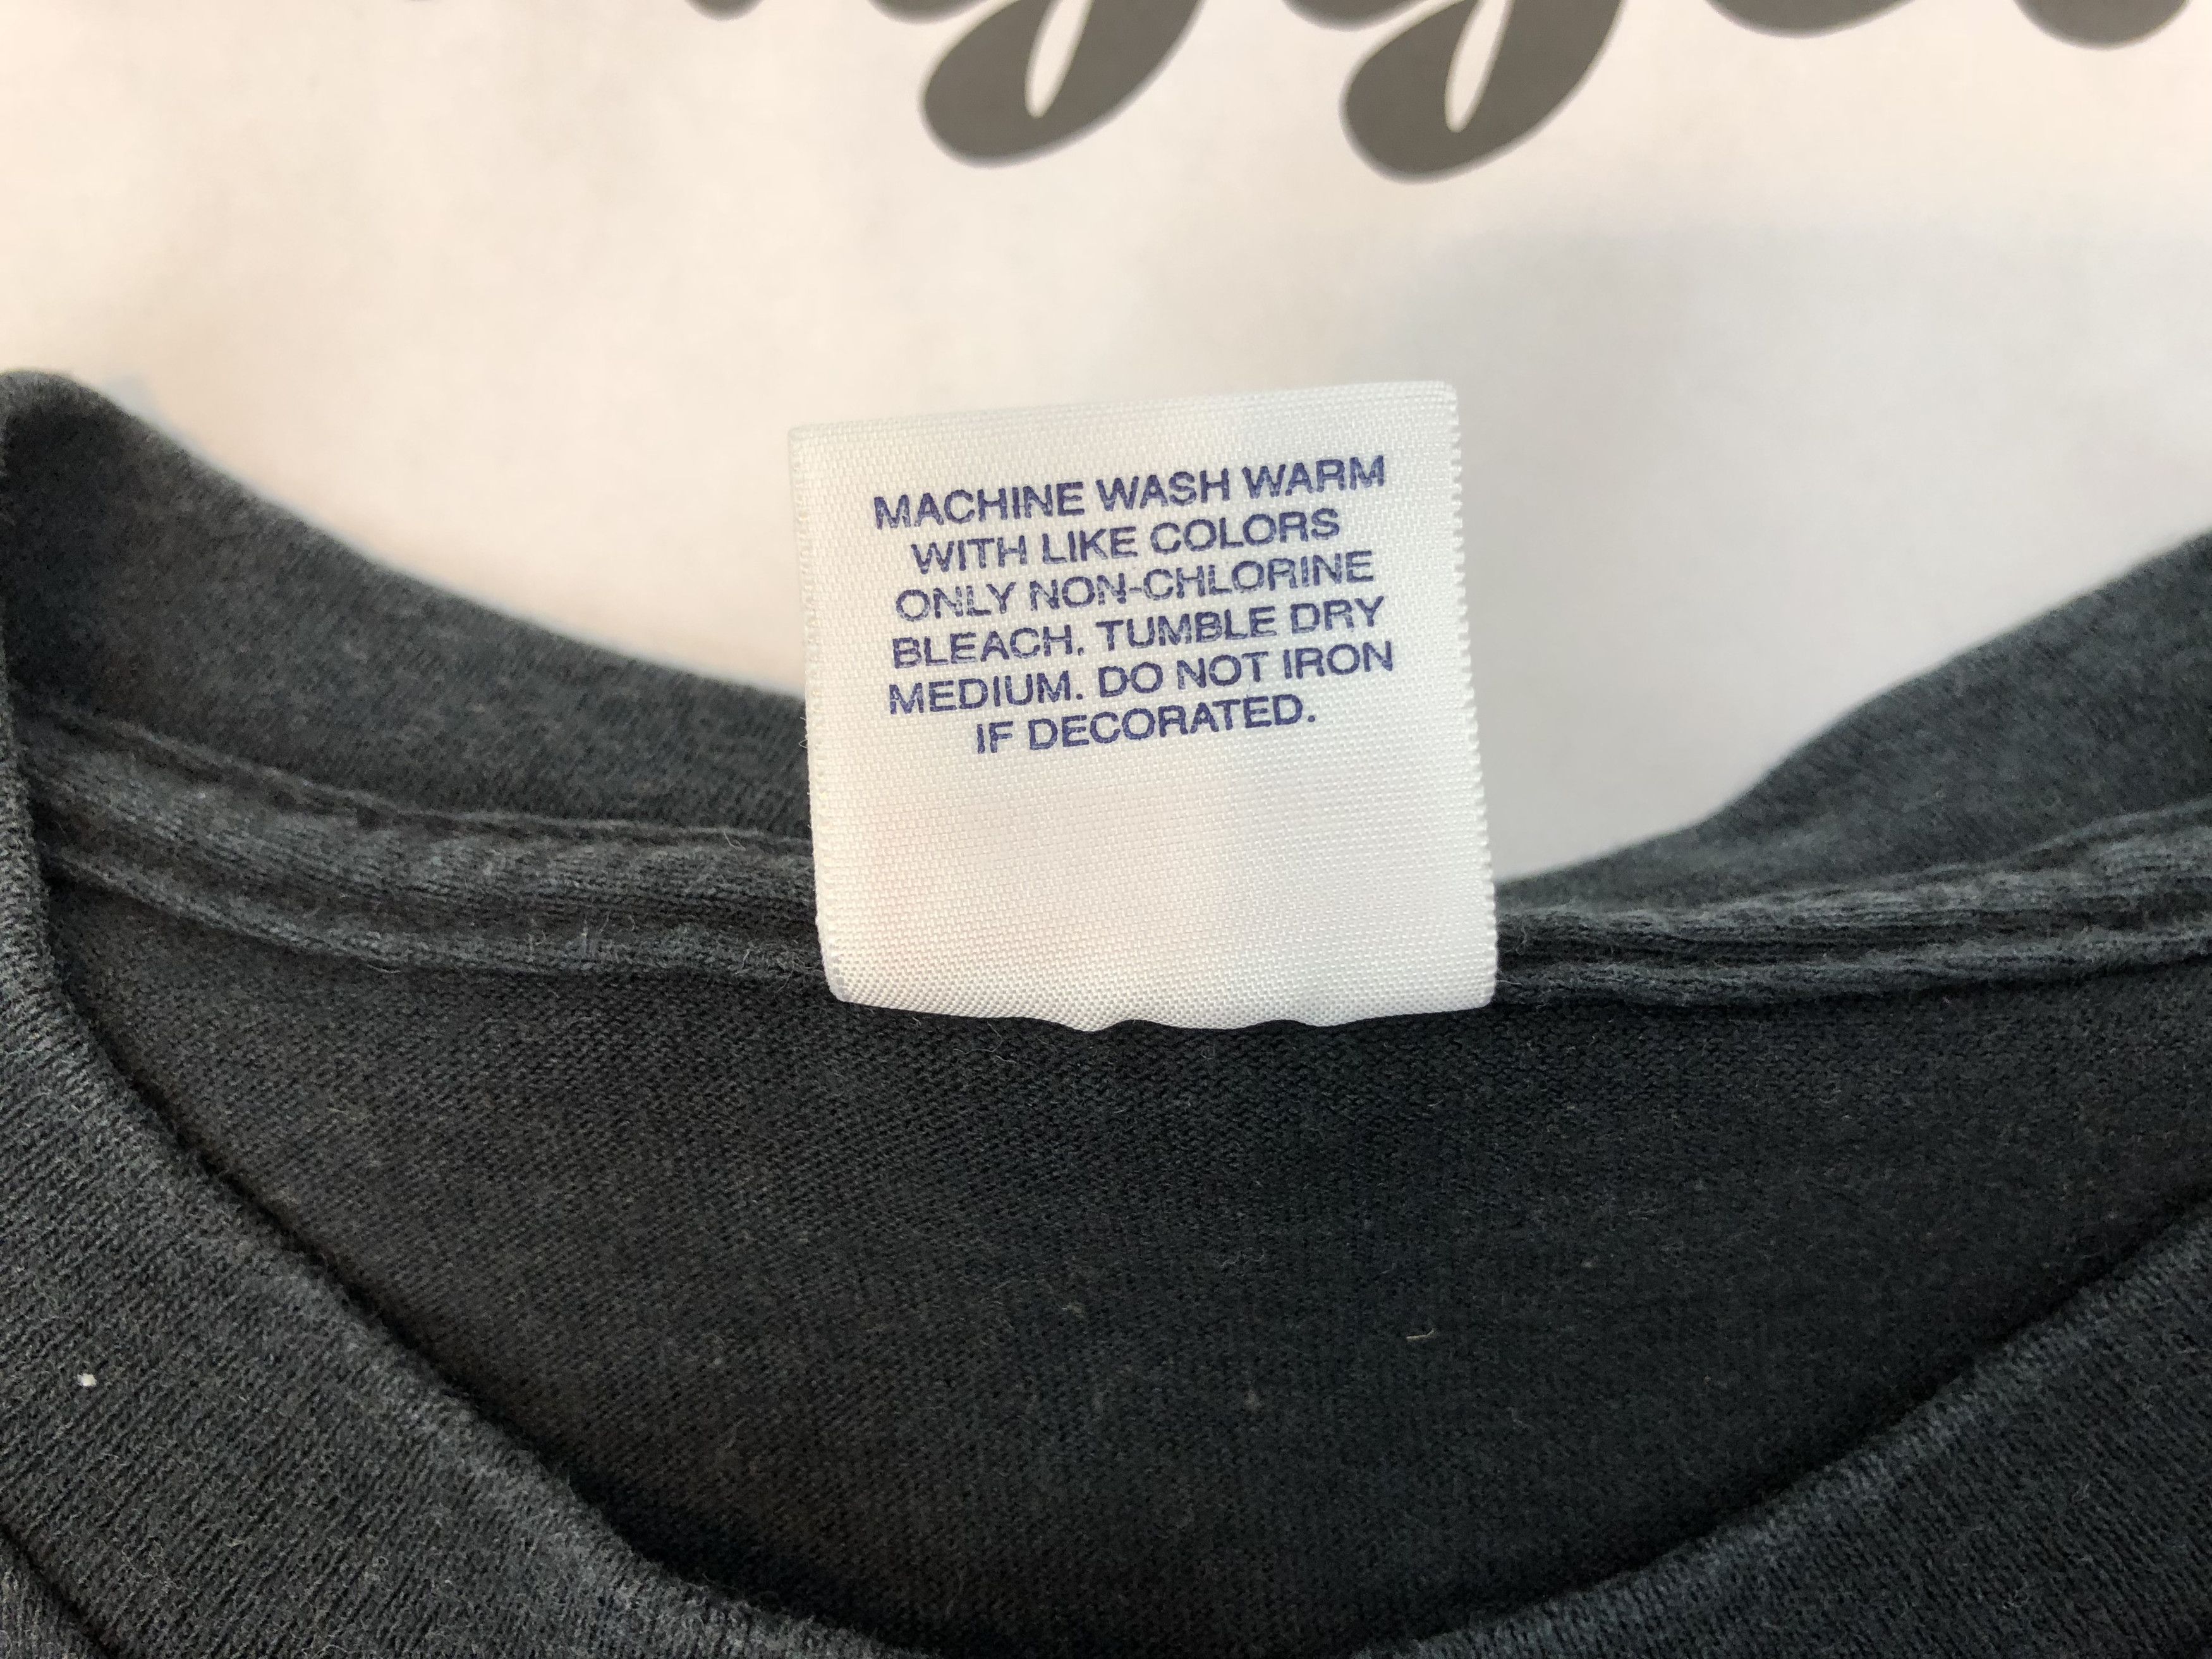 MACHINE WASH WARM
WITH LIKE COLORS
ONLY NON-CHLORINE
BLEACH. TUMBLE DRY
MEDIUM. DO NOT IRON
IF DECORATED.